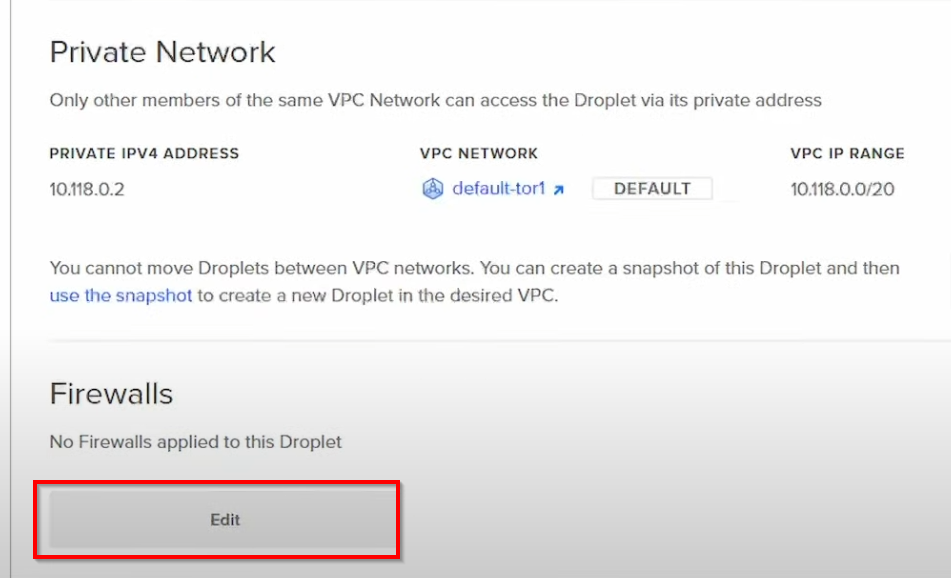 Private Network
Only other members of the same VPC Network can access the Droplet via its private address
PRIVATE IPV4 ADDRESS VPC NETWORK VPC IP RANGE
10.118.0.2 default-tor1 DEFAULT 10.118.0.0/20
You cannot move Droplets between VPC networks. You can create a snapshot of this Droplet and then
use the snapshot to create a new Droplet in the desired VPC.
Firewalls
No Firewalls applied to this Droplet
Edit